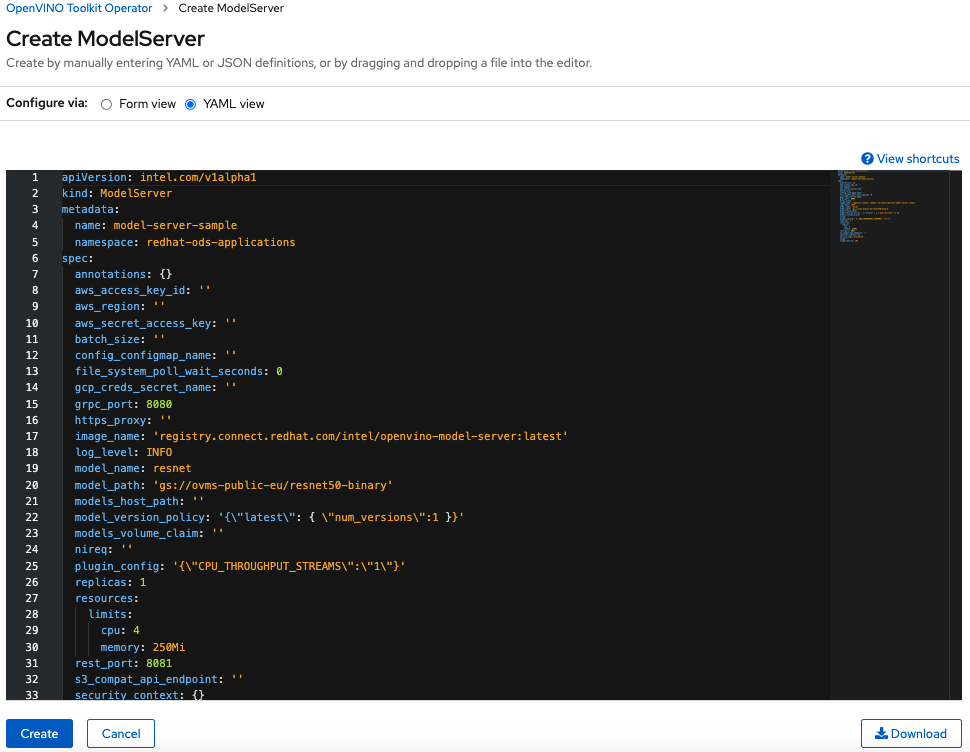 OpenVINO Toolkit Operator > Create ModelServer
Create ModelServer
Create by manually entering YAML or JSON definitions, or by dragging and dropping a file into the editor.
Configure via: Form view YAML view
View shortcuts
1 apiVersion: intel.com/v1alpha1
2 kind: ModelServer
3 metadata:
4   name: model-server-sample
5   namespace: redhat-ods-applications
6 spec:
7   annotations: {}
8   aws_access_key_id: ''
9   aws_region: ''
10   aws_secret_access_key: ''
11   batch_size: ''
12   config_configmap_name: ''
13   file_system_poll_wait_seconds: 0
14   gcp_creds_secret_name: ''
15   grpc_port: 8080
16   https_proxy: ''
17   image_name: 'registry.connect.redhat.com/intel/openvino-model-server:latest'
18   log_level: INFO
19   model_name: resnet
20   model_path: 'gs://ovms-public-eu/resnet50-binary'
21   models_host_path: ''
22   model_version_policy: '{\"latest\": { \"num_versions\":1 }}'
23   models_volume_claim: ''
24   nireq: ''
25   plugin_config: '{\"CPU_THROUGHPUT_STREAMS\":\"1\"}'
26   replicas: 1
27   resources:
28     limits:
29       cpu: 4
30       memory: 250Mi
31   rest_port: 8081
32   s3_compat_api_endpoint: ''
33   security_context: {}
Create Cancel Download